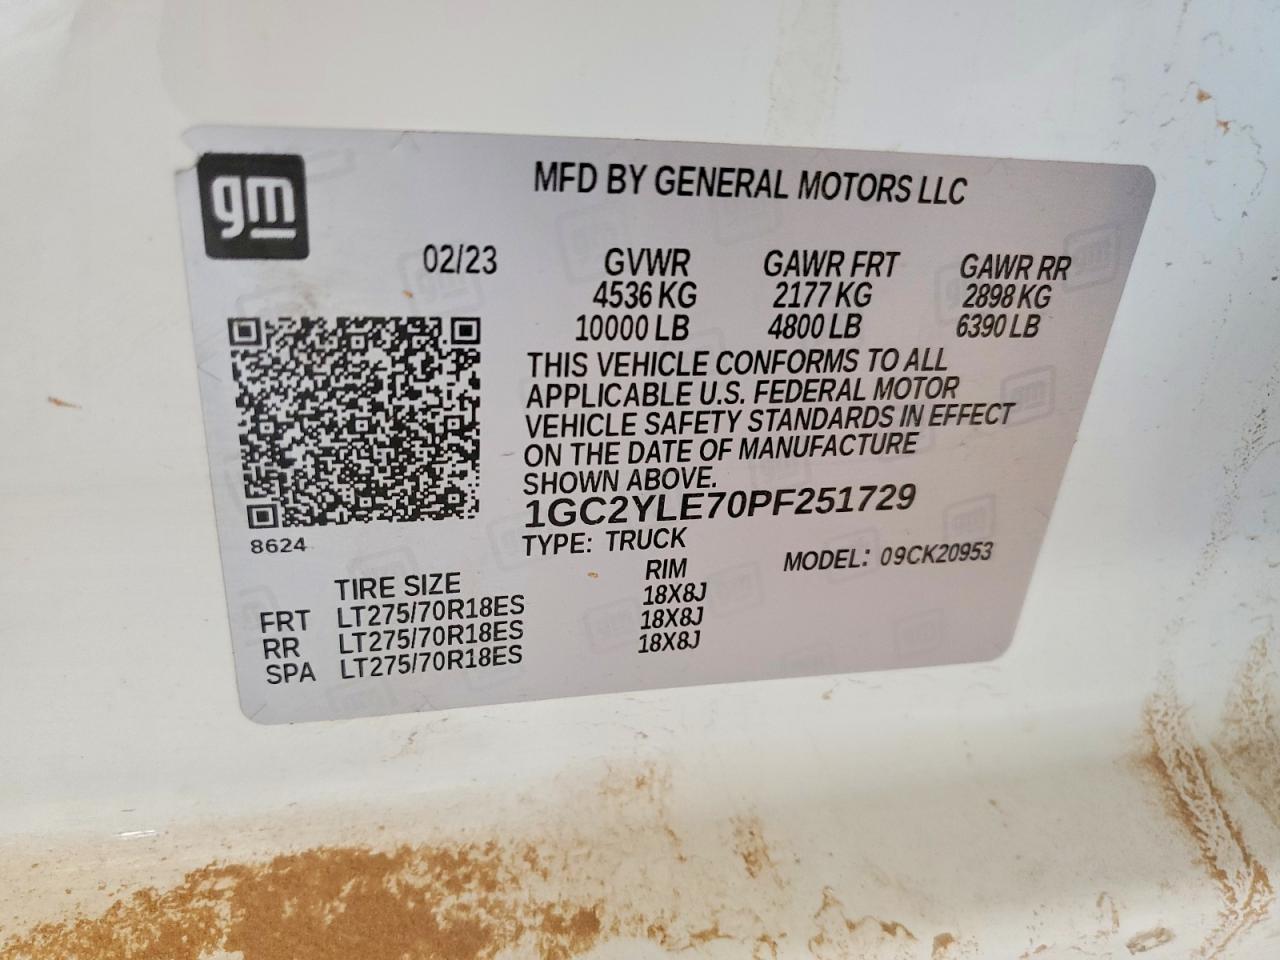 gm
MFD BY GENERAL MOTORS LLC
02/23 GVWR GAWR FRT GAWR RR
4536 KG 2177 KG 2898 KG
10000 LB 4800 LB 6390 LB
THIS VEHICLE CONFORMS TO ALL
APPLICABLE U.S. FEDERAL MOTOR
VEHICLE SAFETY STANDARDS IN EFFECT
ON THE DATE OF MANUFACTURE
SHOWN ABOVE.
1GC2YLE70PF251729
8624
TYPE: TRUCK MODEL: 09CK20953
TIRE SIZE RIM
FRT LT275/70R18ES 18X8J
RR LT275/70R18ES 18X8J
SPA LT275/70R18ES 18X8J